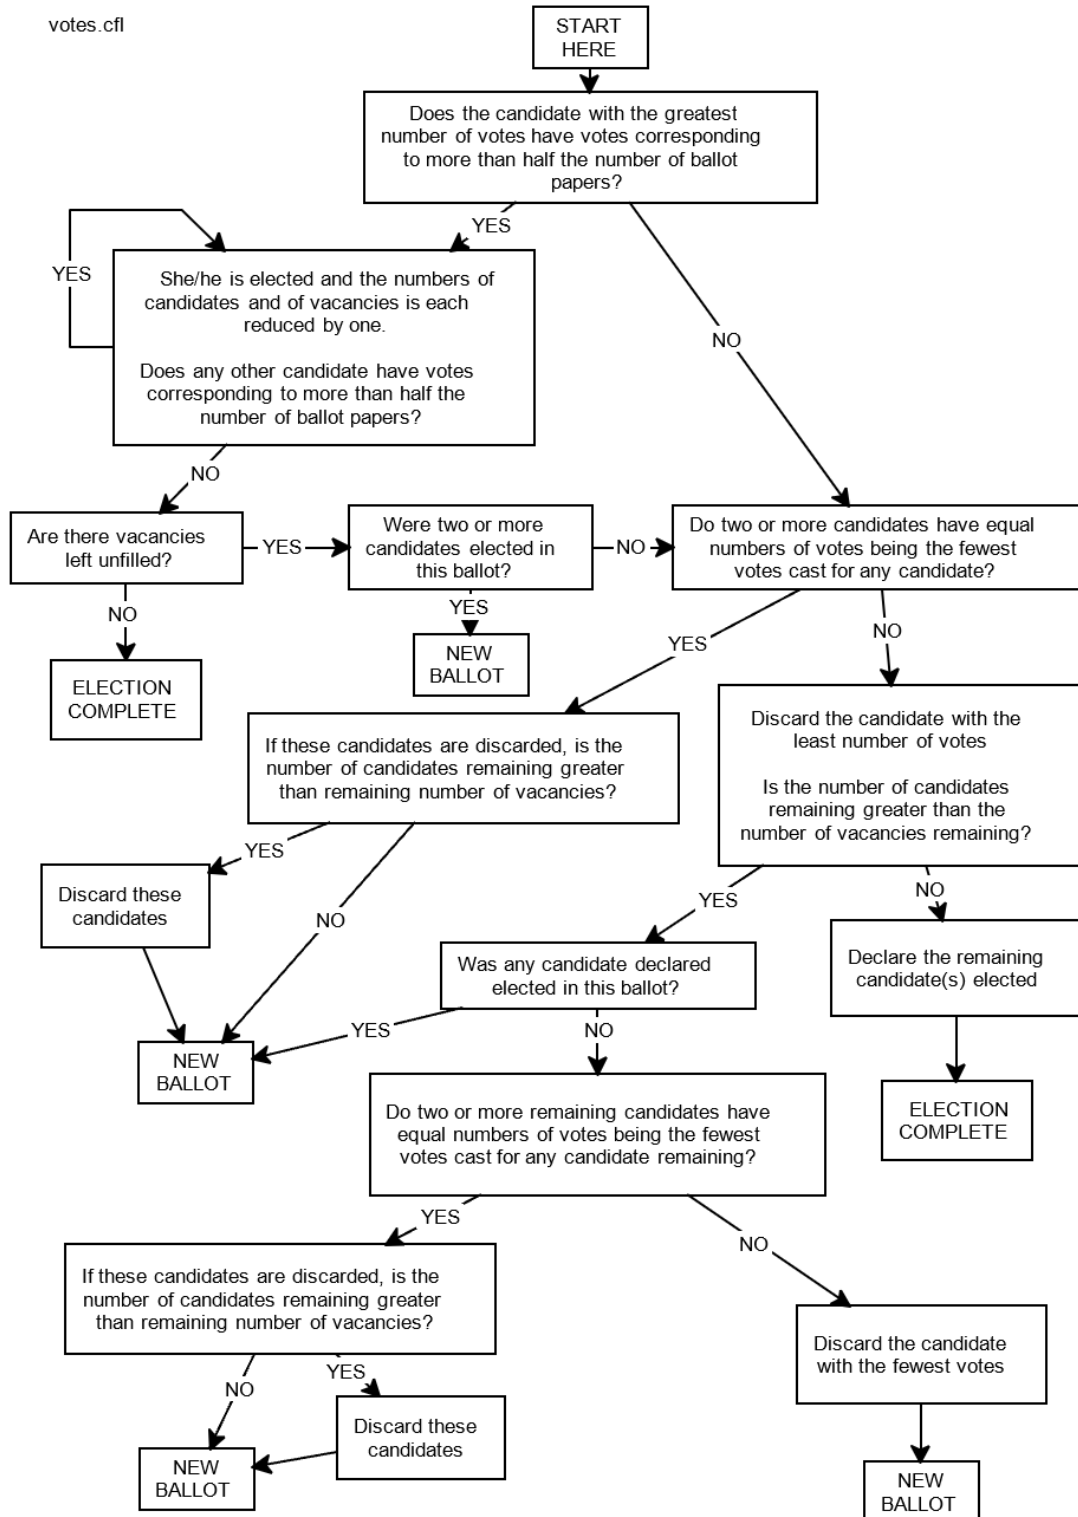 votes.cfl
START
HERE
Does the candidate with the greatest
number of votes have votes corresponding
to more than half the number of ballot
papers?
YES
NO
YES
She/he is elected and the numbers of
candidates and of vacancies is each
reduced by one.
Does any other candidate have votes
corresponding to more than half the
number of ballot papers?
NO
Are there vacancies
left unfilled?
YES
Were two or more
candidates elected in
this ballot?
NO
Do two or more candidates have equal
numbers of votes being the fewest
votes cast for any candidate?
NO
ELECTION
COMPLETE
YES
NEW
BALLOT
YES
NO
If these candidates are discarded, is the
number of candidates remaining greater
than remaining number of vacancies?
Discard the candidate with the
least number of votes
Is the number of candidates
remaining greater than the
number of vacancies remaining?
YES
NO
Discard these
candidates
YES
NO
Was any candidate declared
elected in this ballot?
Declare the remaining
candidate(s) elected
YES
NO
NEW
BALLOT
ELECTION
COMPLETE
Do two or more remaining candidates have
equal numbers of votes being the fewest
votes cast for any candidate remaining?
YES
NO
If these candidates are discarded, is the
number of candidates remaining greater
than remaining number of vacancies?
Discard the candidate
with the fewest votes
NO
YES
Discard these
candidates
NEW
BALLOT
NEW
BALLOT